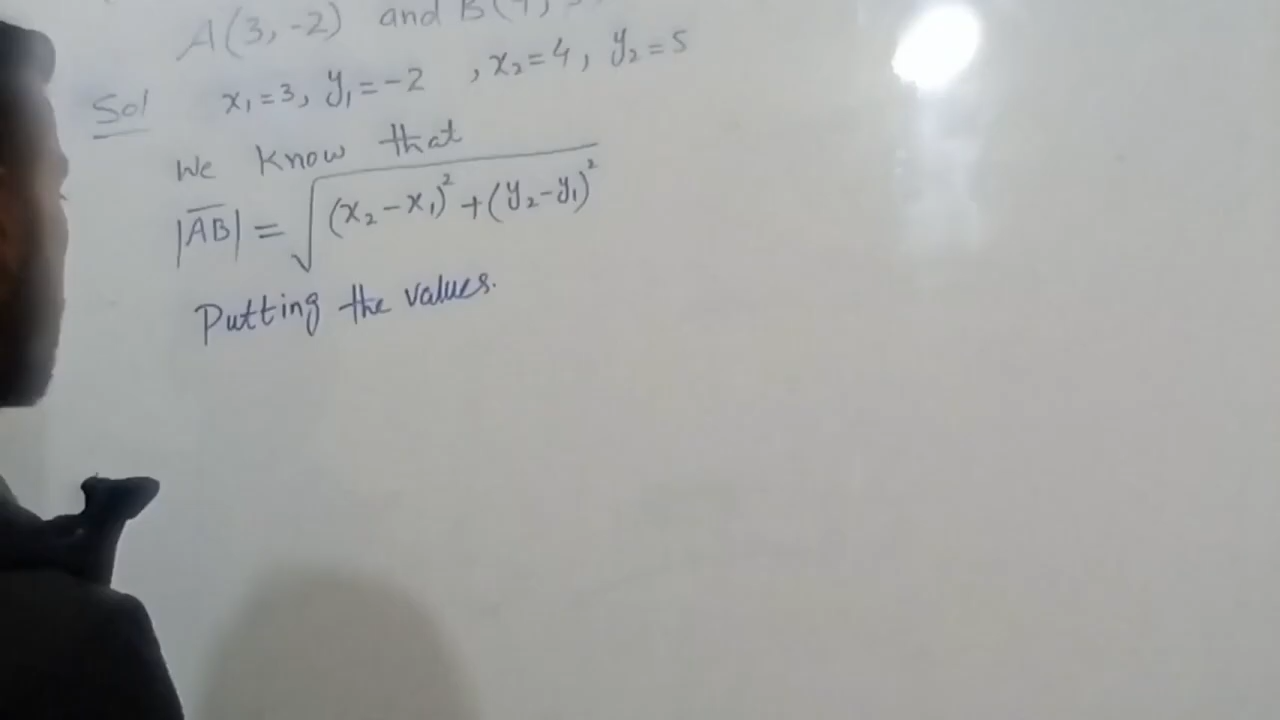 A(3, -2) and B(4,
Sol x₁=3, y₁=-2 , x₂=4, y₂=5
We know that
|A̅B̅| = √(x₂-x₁)² + (y₂-y₁)²
Putting the values.